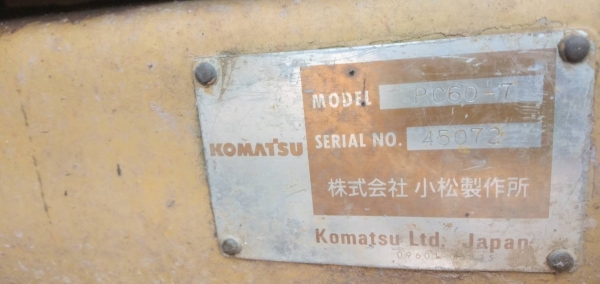 MODEL PC60-7
SERIAL NO. 45072
KOMATSU
株式会社 小松製作所
Komatsu Ltd. Japan